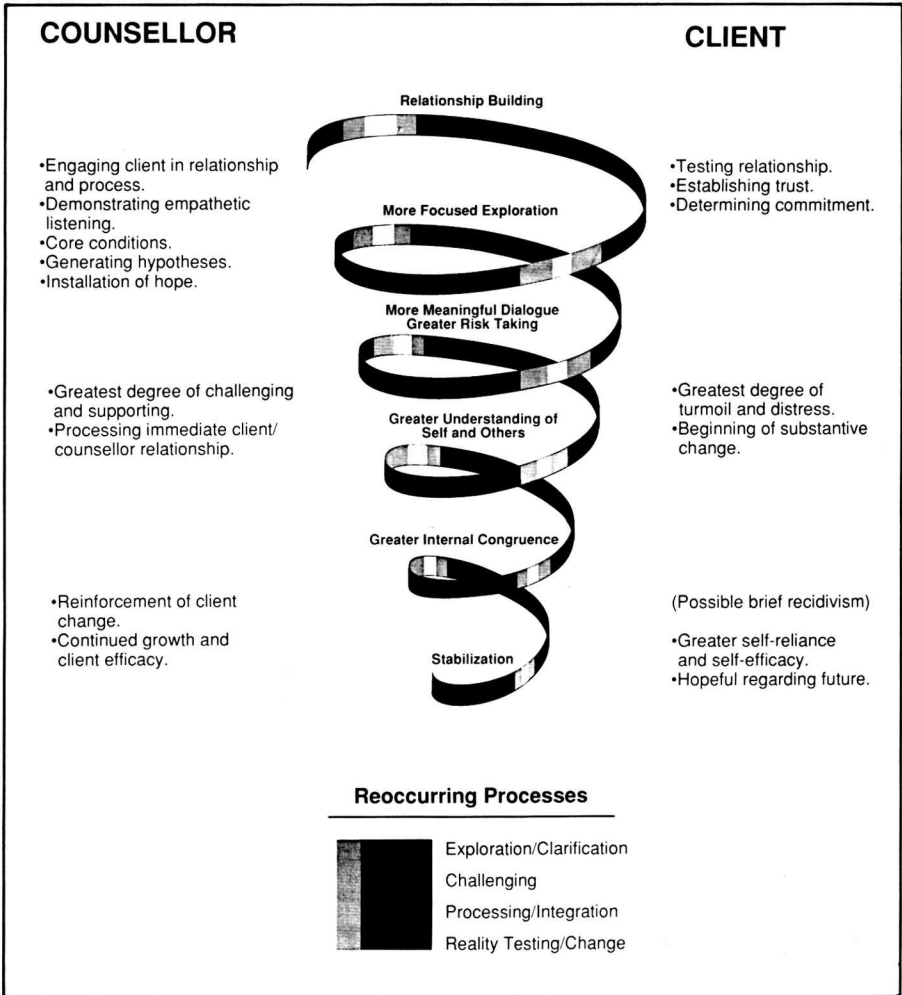 COUNSELLOR
CLIENT
Relationship Building
•Engaging client in relationship
and process.
•Demonstrating empathetic
listening.
•Core conditions.
•Generating hypotheses.
•Installation of hope.
•Testing relationship.
•Establishing trust.
•Determining commitment.
More Focused Exploration
More Meaningful Dialogue
Greater Risk Taking
•Greatest degree of challenging
and supporting.
•Processing immediate client/
counsellor relationship.
•Greatest degree of
turmoil and distress.
•Beginning of substantive
change.
Greater Understanding of
Self and Others
Greater Internal Congruence
•Reinforcement of client
change.
•Continued growth and
client efficacy.
(Possible brief recidivism)
•Greater self-reliance
and self-efficacy.
•Hopeful regarding future.
Stabilization
Reoccurring Processes
Exploration/Clarification
Challenging
Processing/Integration
Reality Testing/Change